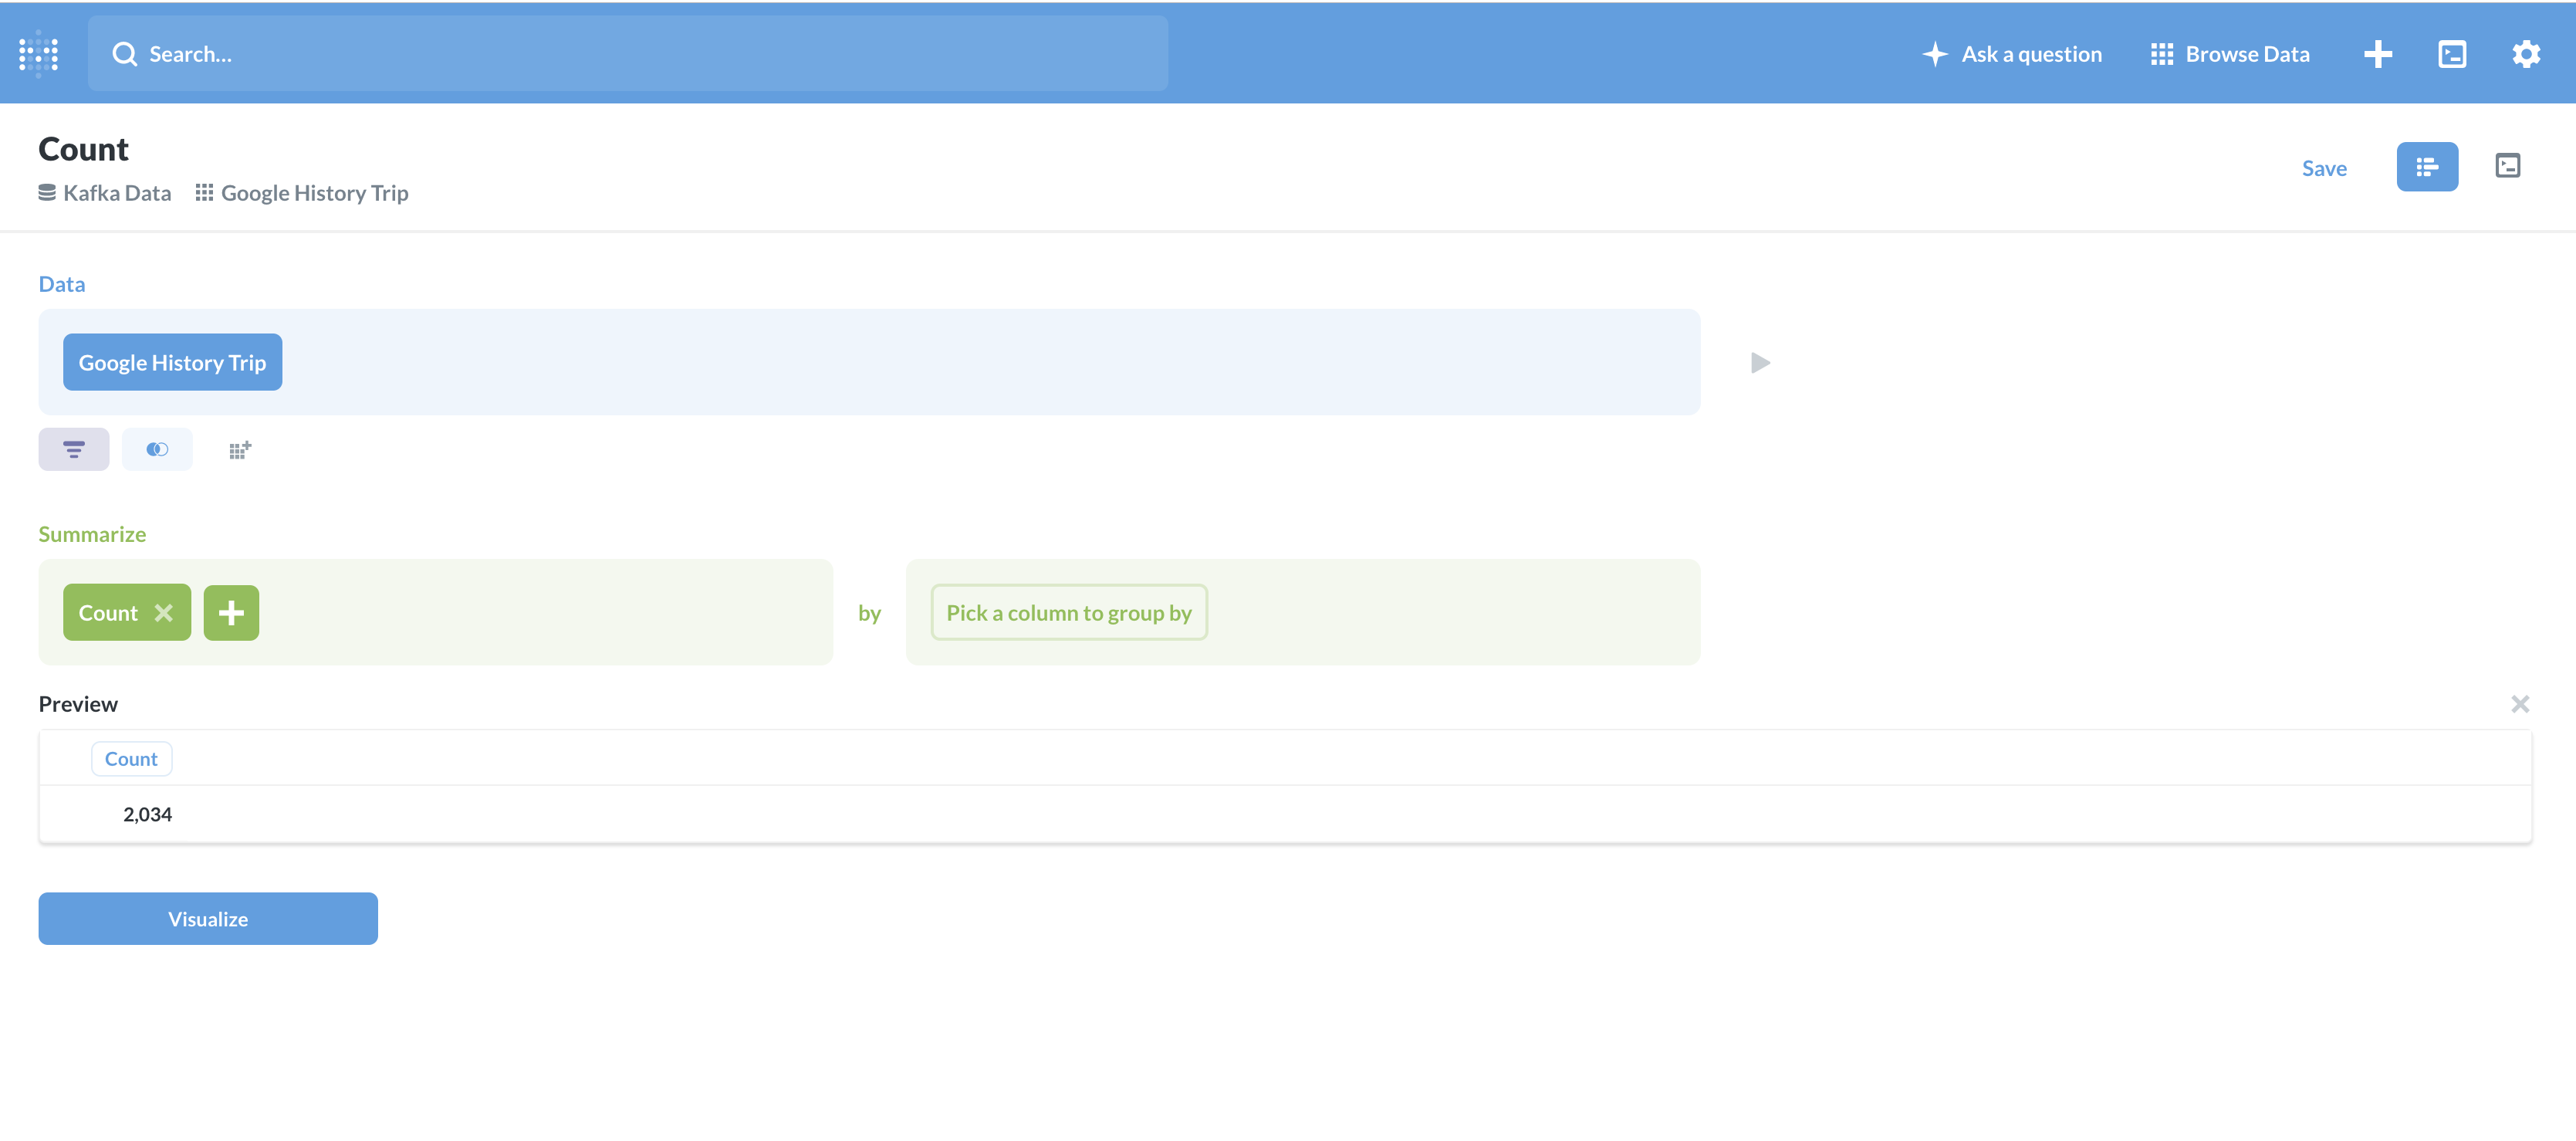 Search...
Ask a question
Browse Data
Count
Kafka Data
Google History Trip
Save
Data
Google History Trip
Summarize
Count
by
Pick a column to group by
Preview
Count
2,034
Visualize